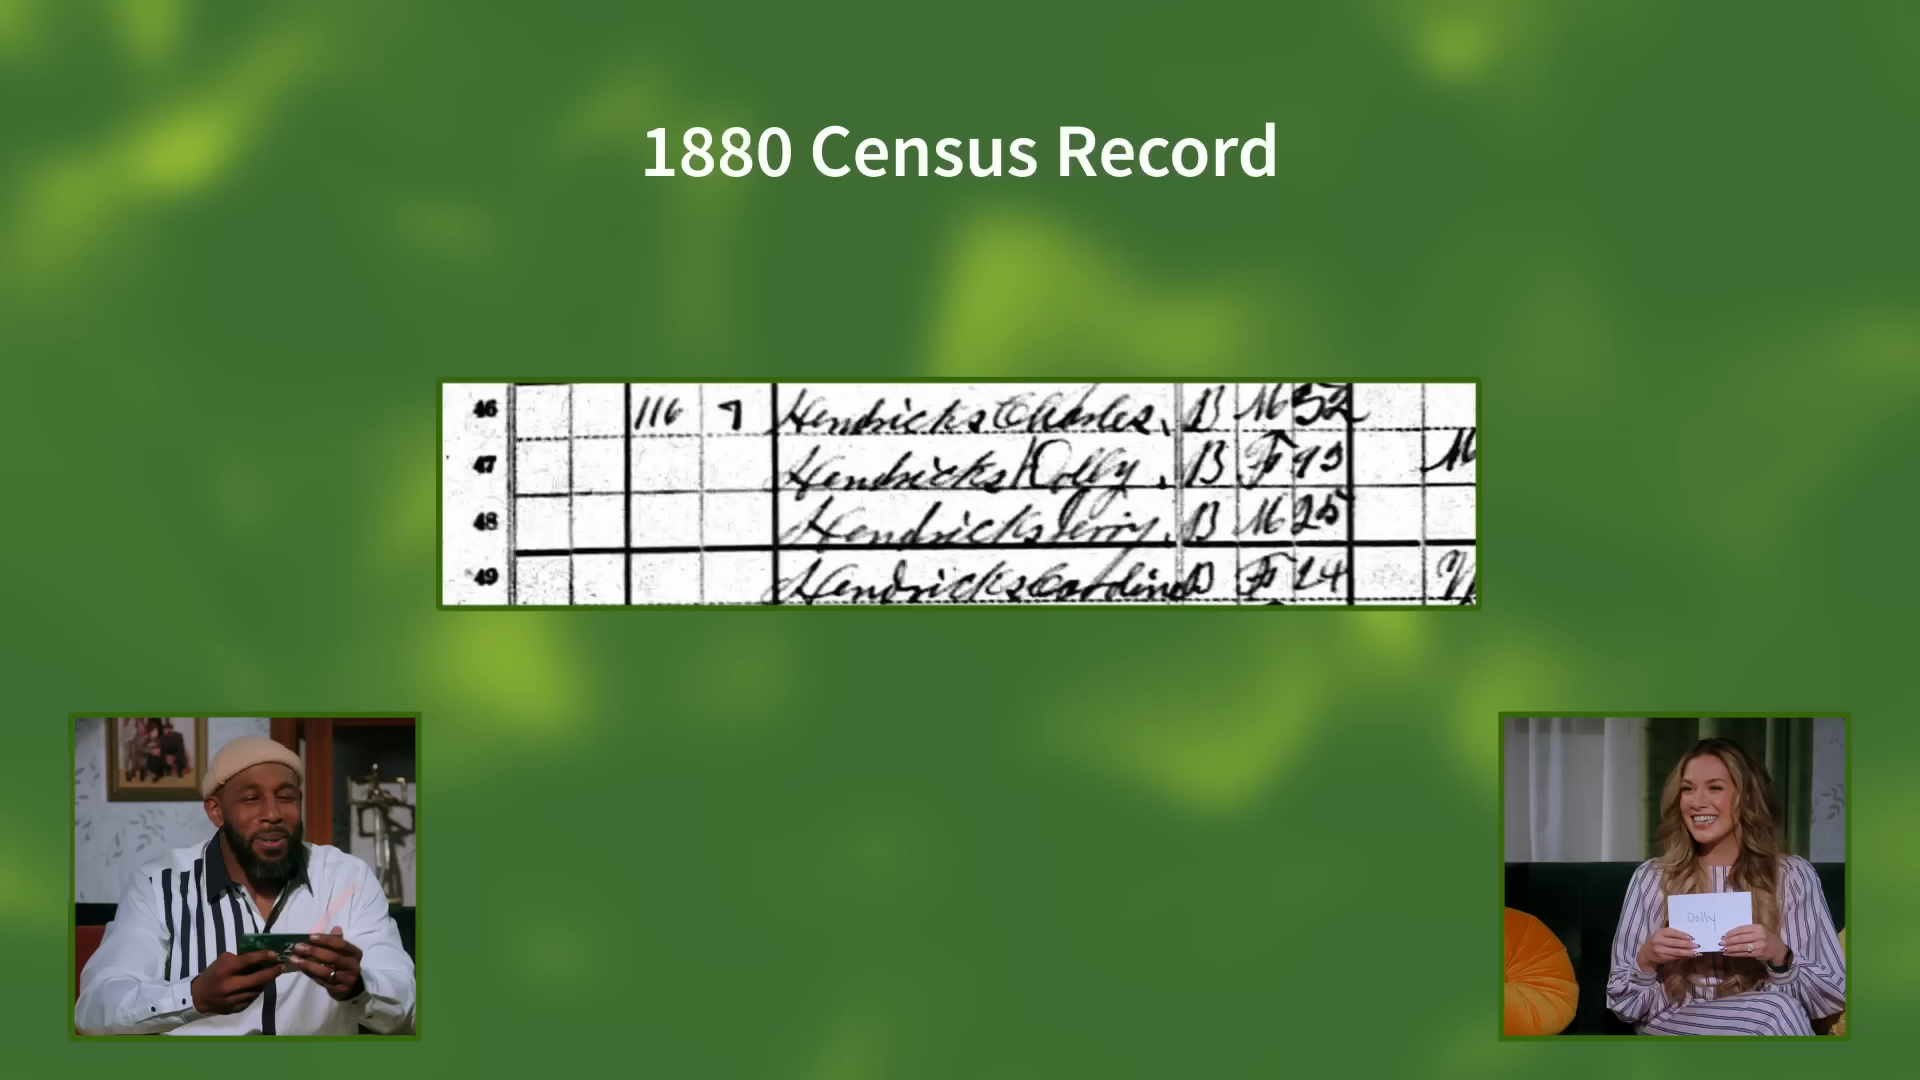 1880 Census Record
46 116 7 Hendricks Charles, B M 52
47 Hendricks Dolly, B F
48 Hendricks Jerry, B M 25
49 Hendricks B F 24
Dolly